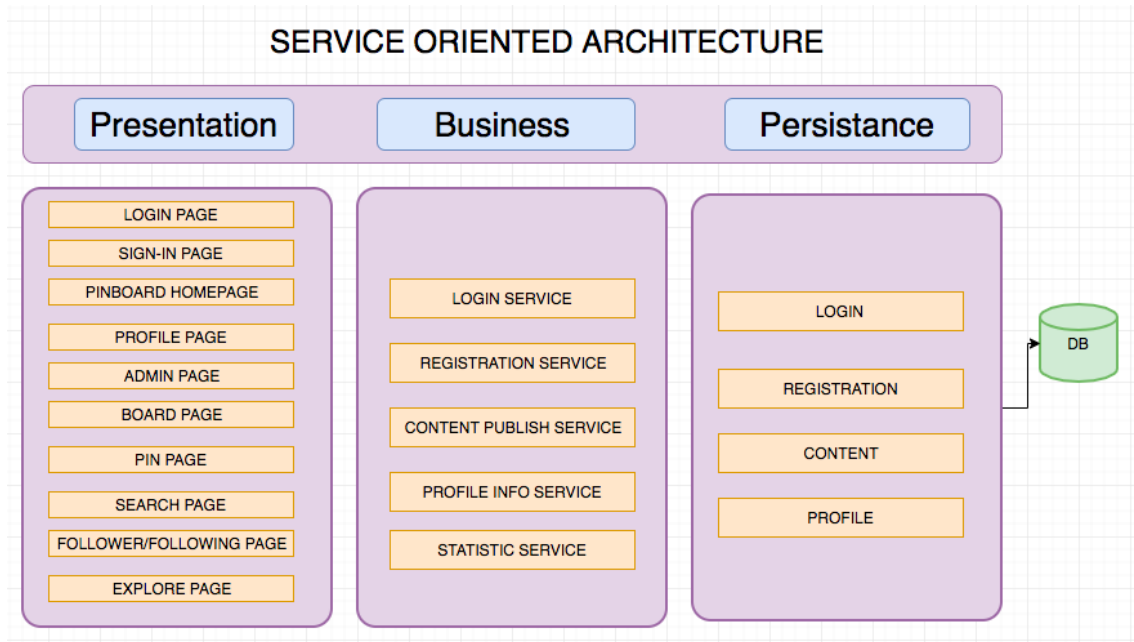 SERVICE ORIENTED ARCHITECTURE
Presentation
Business
Persistance
LOGIN PAGE
SIGN-IN PAGE
PINBOARD HOMEPAGE
PROFILE PAGE
ADMIN PAGE
BOARD PAGE
PIN PAGE
SEARCH PAGE
FOLLOWER/FOLLOWING PAGE
EXPLORE PAGE
LOGIN SERVICE
REGISTRATION SERVICE
CONTENT PUBLISH SERVICE
PROFILE INFO SERVICE
STATISTIC SERVICE
LOGIN
REGISTRATION
CONTENT
PROFILE
DB